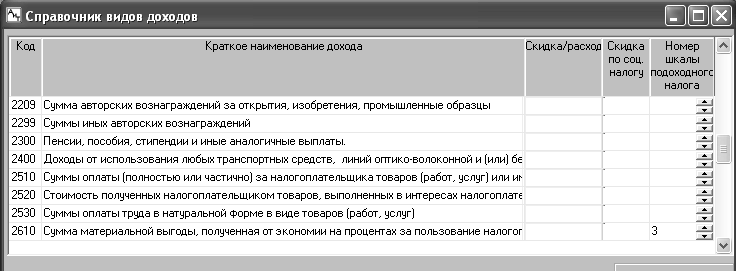 Справочник видов доходов
Код Краткое наименование дохода Скидка/расход Скидка по соц. налогу Номер шкалы подоходного налога
2209 Сумма авторских вознаграждений за открытия, изобретения, промышленные образцы
2299 Суммы иных авторских вознаграждений
2300 Пенсии, пособия, стипендии и иные аналогичные выплаты.
2400 Доходы от использования любых транспортных средств, линий оптико-волоконной и (или) бе
2510 Суммы оплаты (полностью или частично) за налогоплательщика товаров (работ, услуг) или им
2520 Стоимость полученных налогоплательщиком товаров, выполненных в интересах налогоплате
2530 Суммы оплаты труда в натуральной форме в виде товаров (работ, услуг)
2610 Сумма материальной выгоды, полученная от экономии на процентах за пользование налогоп 3